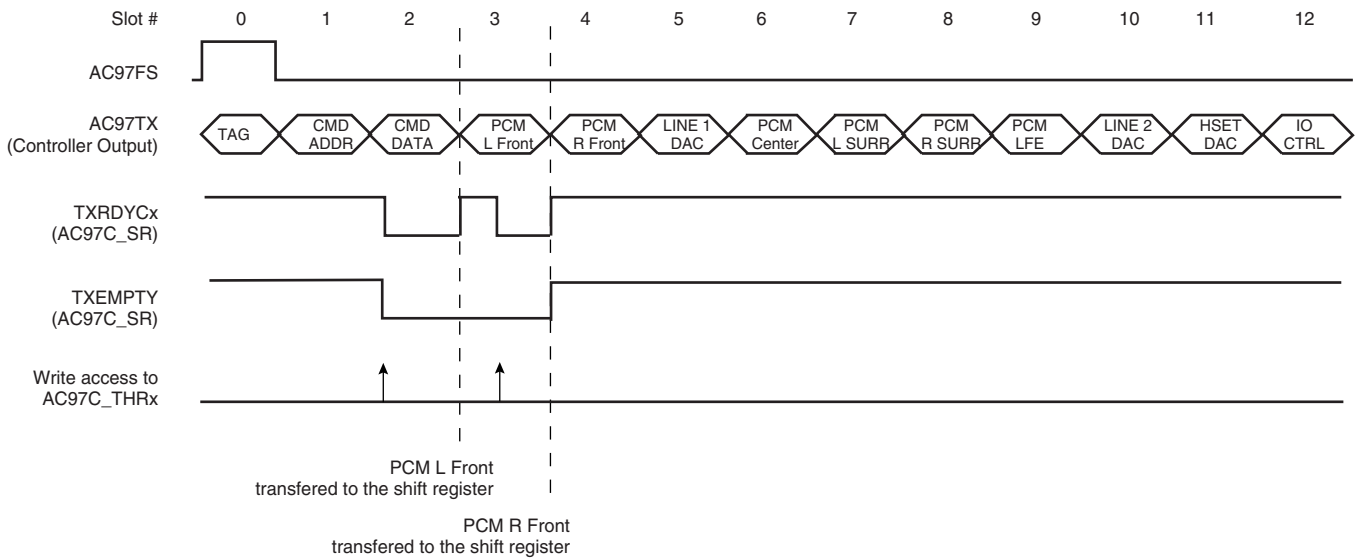 Slot # 0 1 2 3 4 5 6 7 8 9 10 11 12
AC97FS
AC97TX
(Controller Output)
TAG
CMD
ADDR
CMD
DATA
PCM
L Front
PCM
R Front
LINE 1
DAC
PCM
Center
PCM
L SURR
PCM
R SURR
PCM
LFE
LINE 2
DAC
HSET
DAC
IO
CTRL
TXRDYCx
(AC97C_SR)
TXEMPTY
(AC97C_SR)
Write access to
AC97C_THRx
PCM L Front
transfered to the shift register
PCM R Front
transfered to the shift register